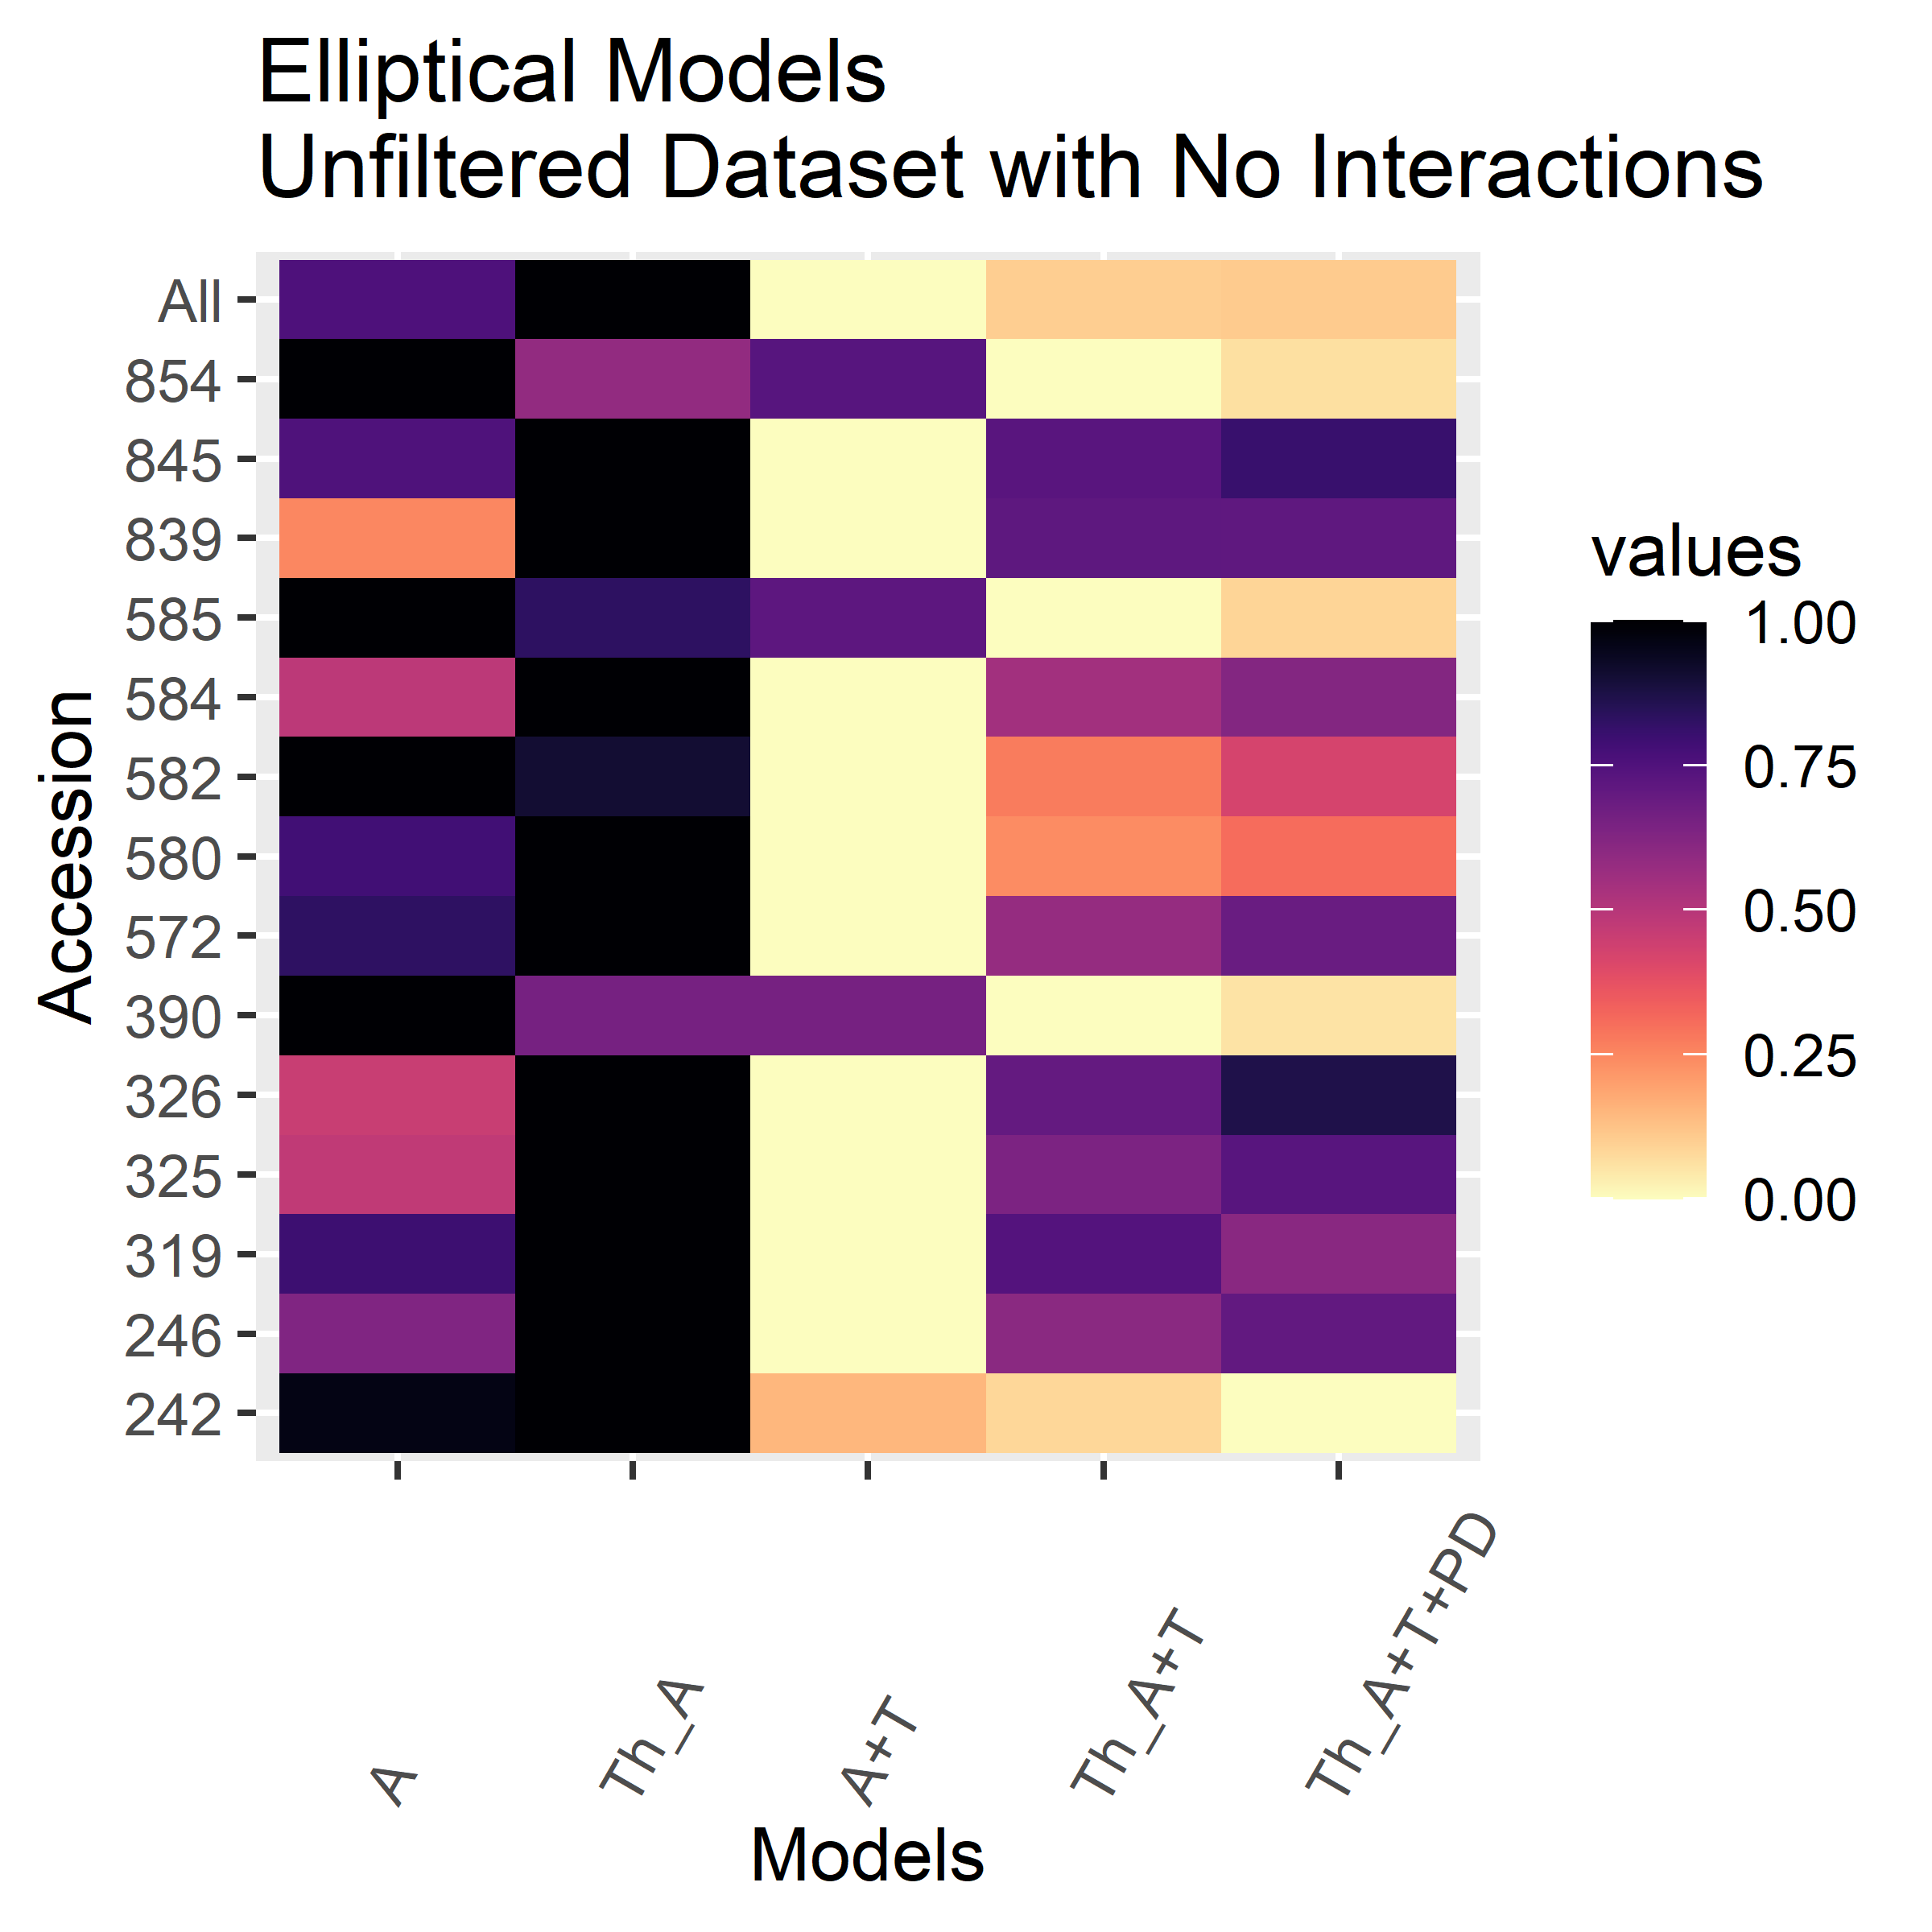 Elliptical Models
Unfiltered Dataset with No Interactions
All
854
845
839
585
584
582
580
572
390
326
325
319
246
242
Accession
A
Th_A
A+T
Th_A+T
Th_A+T+PD
Models
values
1.00
0.75
0.50
0.25
0.00